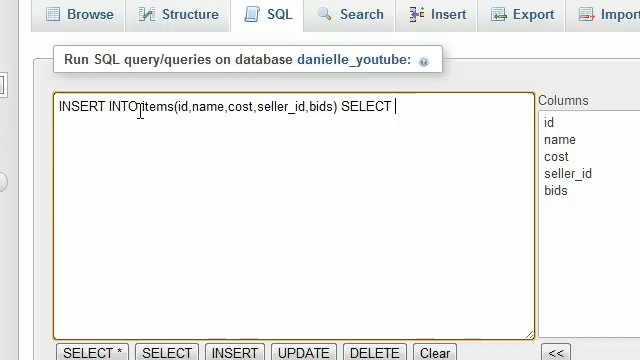 Browse Structure SQL Search Insert Export Impor
Run SQL query/queries on database danielle_youtube:
INSERT INTO items(id,name,cost,seller_id,bids) SELECT
Columns
id
name
cost
seller_id
bids
SELECT * SELECT INSERT UPDATE DELETE Clear <<